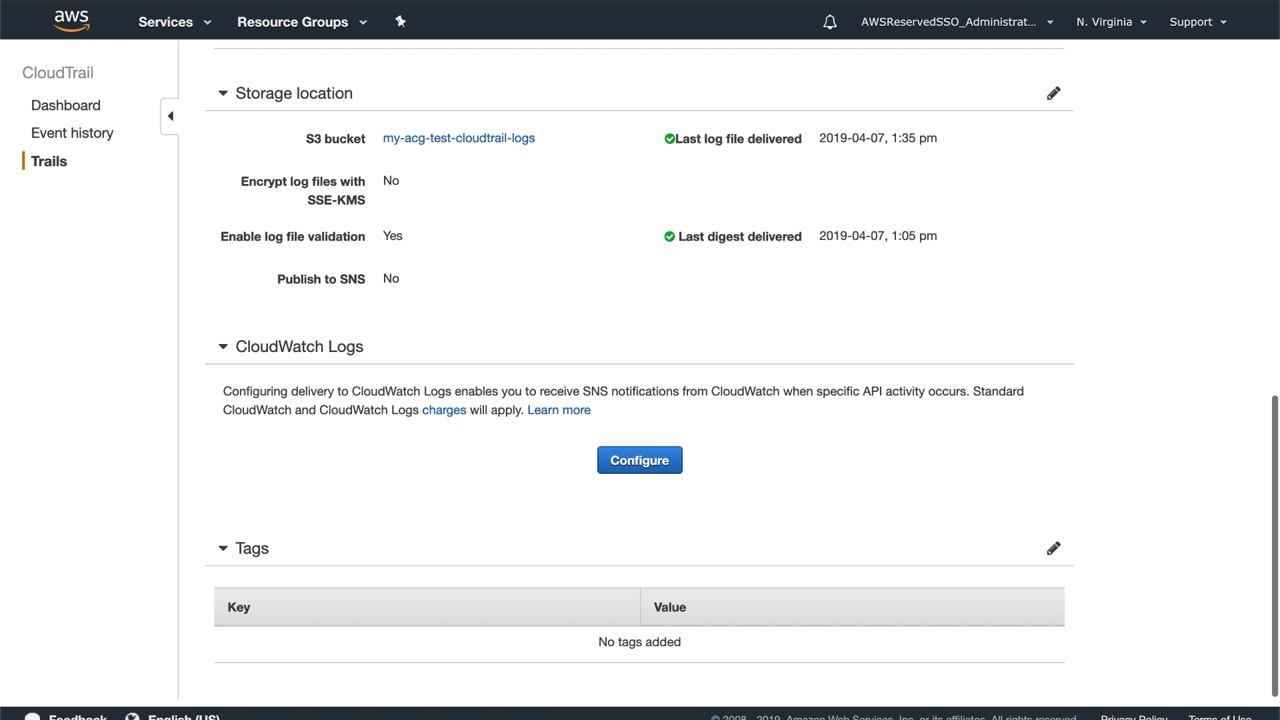 aws Services Resource Groups AWSReservedSSO_Administrat... N. Virginia Support
CloudTrail
Dashboard
Event history
Trails
Storage location
S3 bucket my-acg-test-cloudtrail-logs Last log file delivered 2019-04-07, 1:35 pm
Encrypt log files with No
SSE-KMS
Enable log file validation Yes Last digest delivered 2019-04-07, 1:05 pm
Publish to SNS No
CloudWatch Logs
Configuring delivery to CloudWatch Logs enables you to receive SNS notifications from CloudWatch when specific API activity occurs. Standard
CloudWatch and CloudWatch Logs charges will apply. Learn more
Configure
Tags
Key Value
No tags added
Feedback English (US) © 2008 - 2019, Amazon Web Services, Inc. or its affiliates. All rights reserved. Privacy Policy Terms of Use